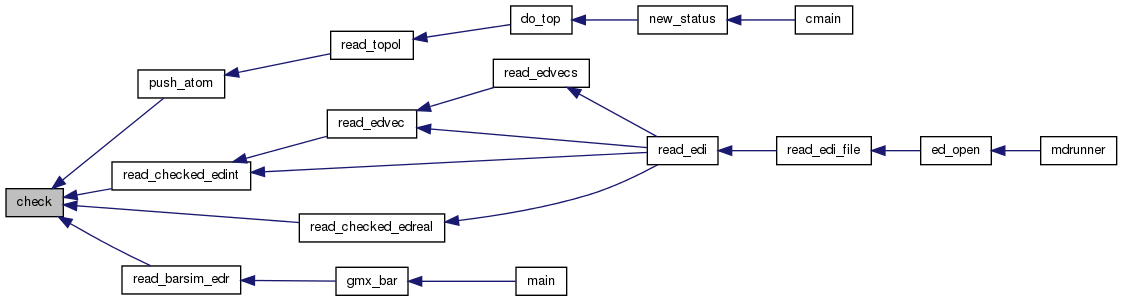 check
push_atom
read_topol
do_top
new_status
cmain
read_checked_edint
read_edvec
read_edvecs
read_edi
read_edi_file
ed_open
mdrunner
read_checked_edreal
read_barsim_edr
gmx_bar
main